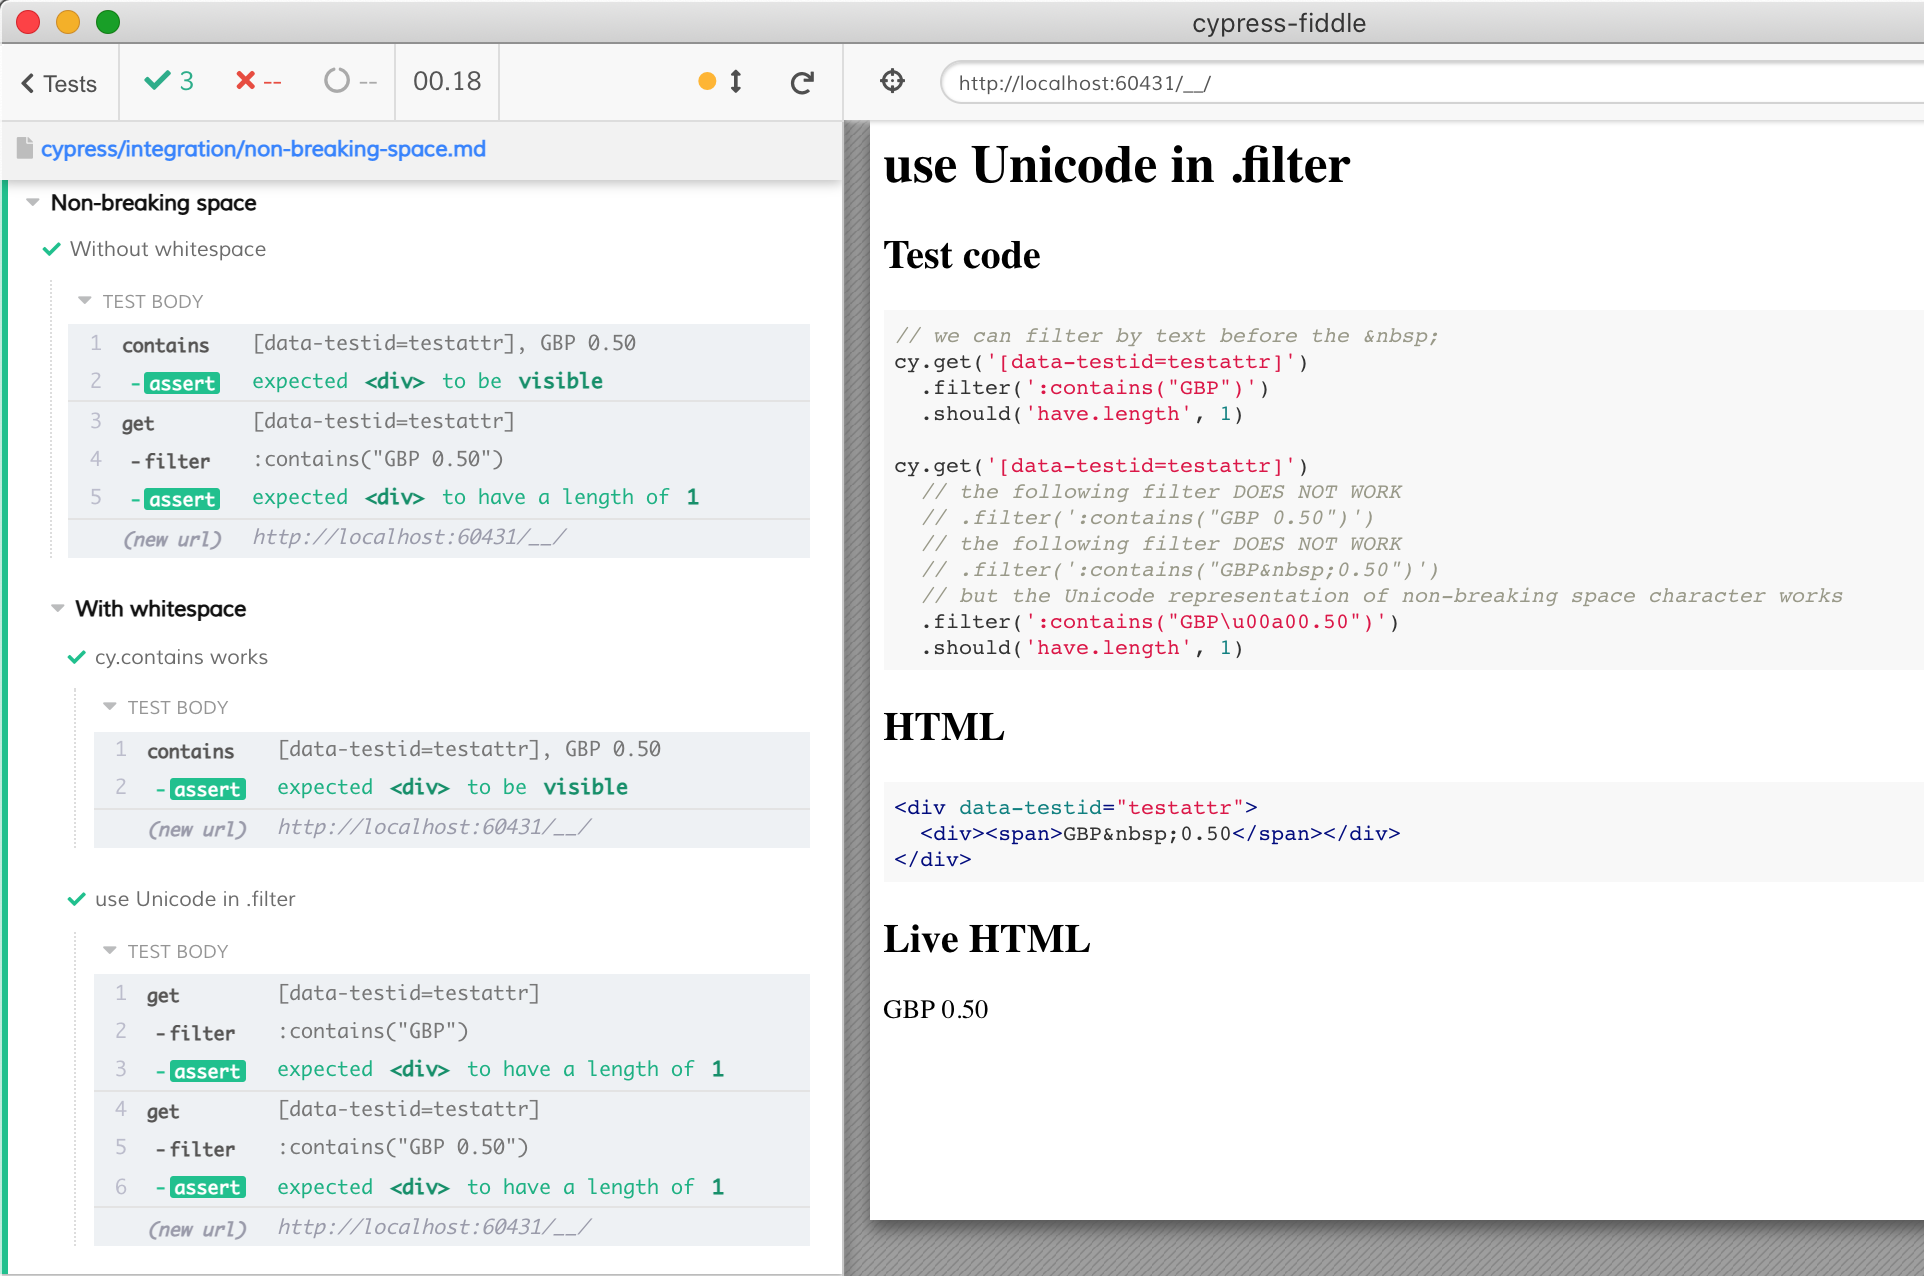 cypress-fiddle
Tests
3
--
--
00.18
http://localhost:60431/__/
cypress/integration/non-breaking-space.md
Non-breaking space
Without whitespace
TEST BODY
1 contains [data-testid=testattr], GBP 0.50
2 -assert expected <div> to be visible
3 get [data-testid=testattr]
4 -filter :contains("GBP 0.50")
5 -assert expected <div> to have a length of 1
(new url) http://localhost:60431/__/
With whitespace
cy.contains works
TEST BODY
1 contains [data-testid=testattr], GBP 0.50
2 -assert expected <div> to be visible
(new url) http://localhost:60431/__/
use Unicode in .filter
TEST BODY
1 get [data-testid=testattr]
2 -filter :contains("GBP")
3 -assert expected <div> to have a length of 1
4 get [data-testid=testattr]
5 -filter :contains("GBP 0.50")
6 -assert expected <div> to have a length of 1
(new url) http://localhost:60431/__/
use Unicode in .filter
Test code
// we can filter by text before the &nbsp;
cy.get('[data-testid=testattr]')
.filter(':contains("GBP")')
.should('have.length', 1)
cy.get('[data-testid=testattr]')
// the following filter DOES NOT WORK
// .filter(':contains("GBP 0.50")')
// the following filter DOES NOT WORK
// .filter(':contains("GBP&nbsp;0.50")')
// but the Unicode representation of non-breaking space character works
.filter(':contains("GBP\u00a00.50")')
.should('have.length', 1)
HTML
<div data-testid="testattr">
<div><span>GBP&nbsp;0.50</span></div>
</div>
Live HTML
GBP 0.50